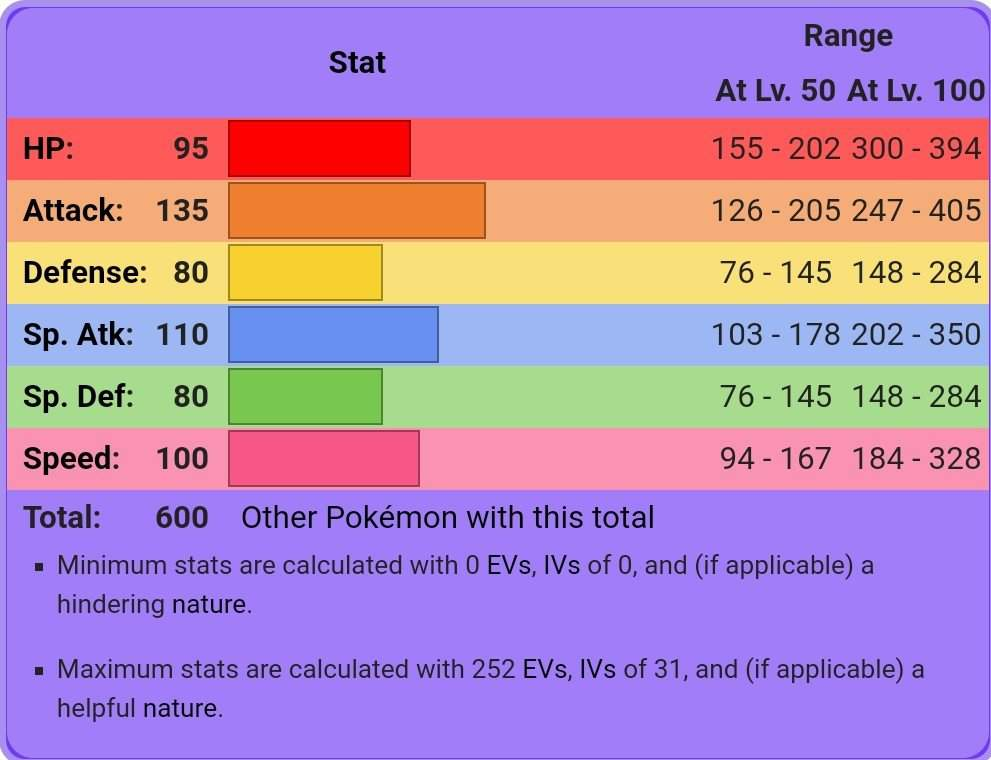 Stat
Range
At Lv. 50 At Lv. 100
HP: 95 155 - 202 300 - 394
Attack: 135 126 - 205 247 - 405
Defense: 80 76 - 145 148 - 284
Sp. Atk: 110 103 - 178 202 - 350
Sp. Def: 80 76 - 145 148 - 284
Speed: 100 94 - 167 184 - 328
Total: 600 Other Pokémon with this total
▪ Minimum stats are calculated with 0 EVs, IVs of 0, and (if applicable) a
hindering nature.
▪ Maximum stats are calculated with 252 EVs, IVs of 31, and (if applicable) a
helpful nature.